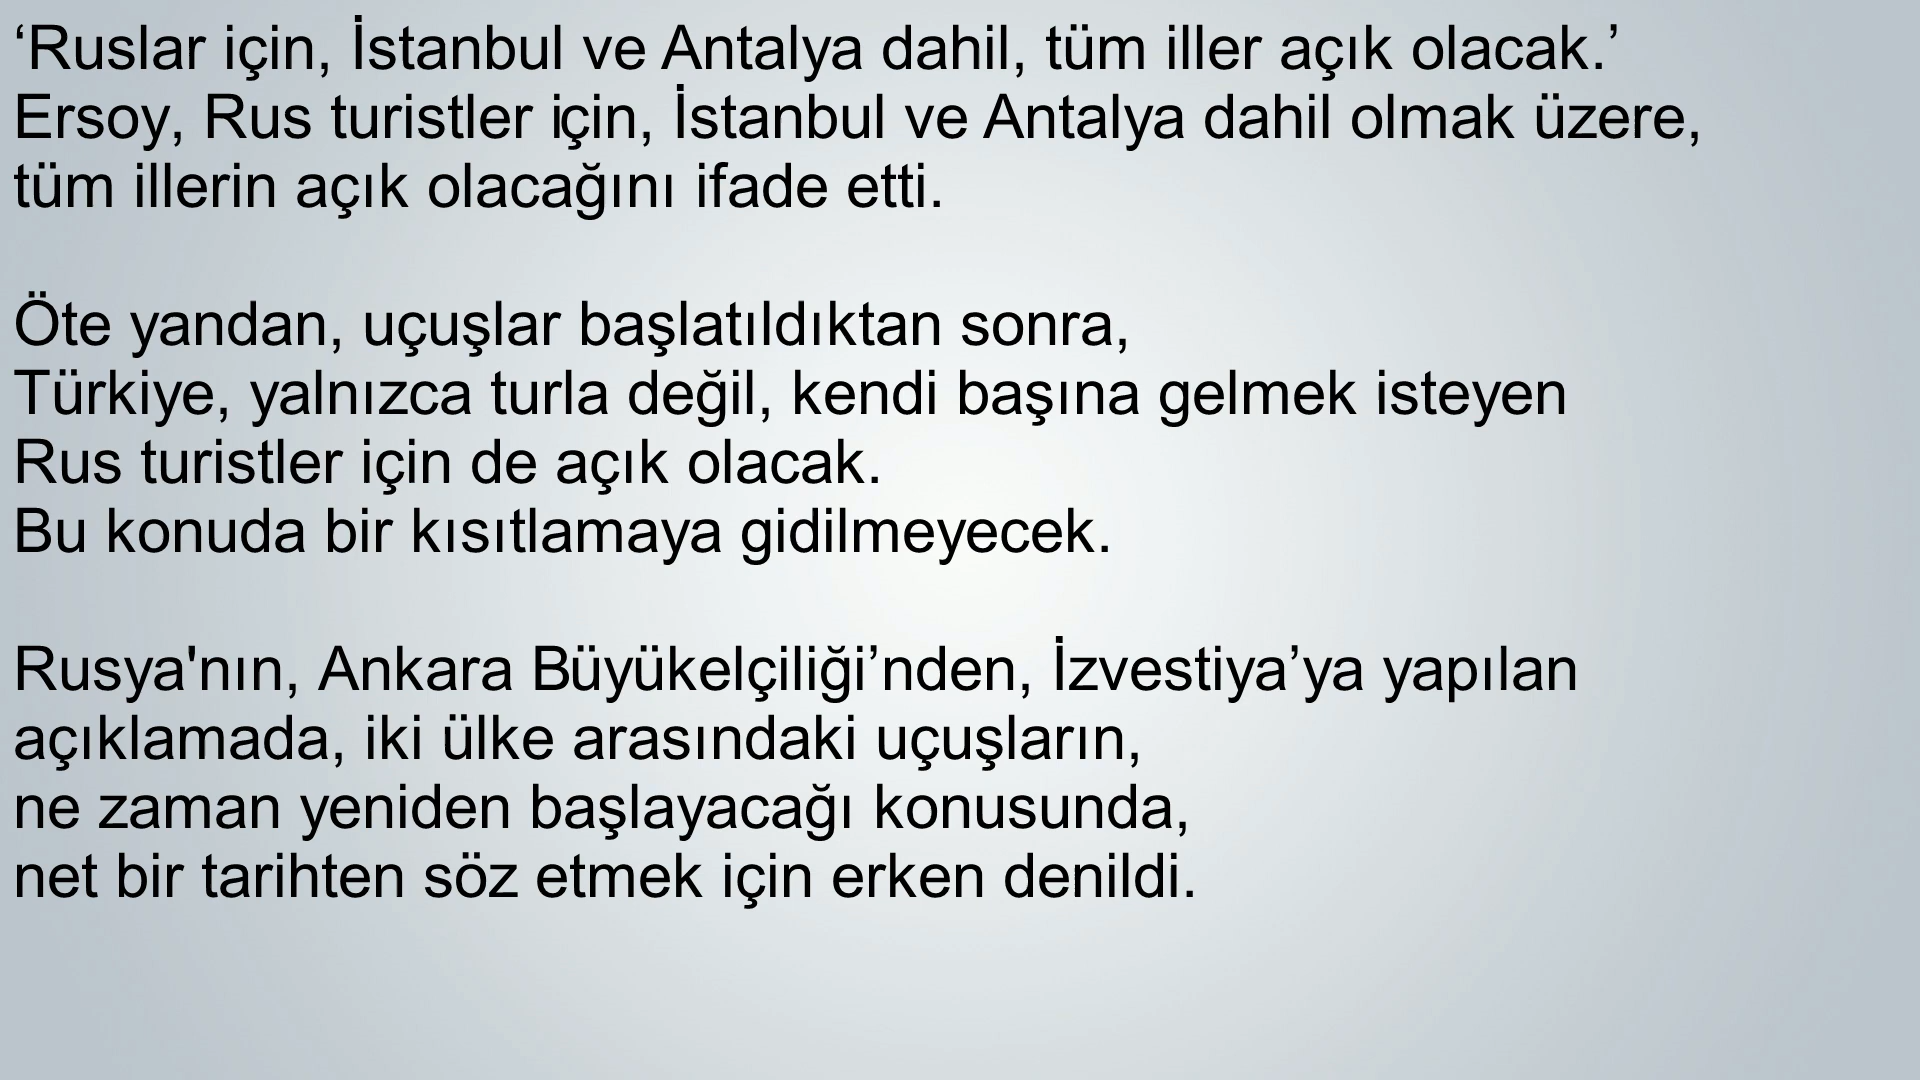 ‘Ruslar için, İstanbul ve Antalya dahil, tüm iller açık olacak.’
Ersoy, Rus turistler için, İstanbul ve Antalya dahil olmak üzere,
tüm illerin açık olacağını ifade etti.
Öte yandan, uçuşlar başlatıldıktan sonra,
Türkiye, yalnızca turla değil, kendi başına gelmek isteyen
Rus turistler için de açık olacak.
Bu konuda bir kısıtlamaya gidilmeyecek.
Rusya'nın, Ankara Büyükelçiliği’nden, İzvestiya’ya yapılan
açıklamada, iki ülke arasındaki uçuşların,
ne zaman yeniden başlayacağı konusunda,
net bir tarihten söz etmek için erken denildi.